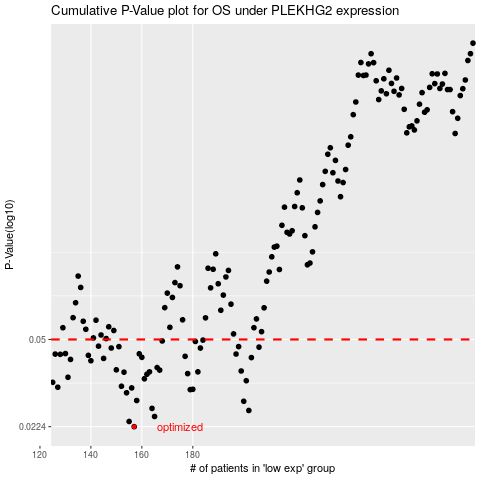 Cumulative P-Value plot for OS under PLEKHG2 expression
P-Value(log10)
0.05
0.0224
optimized
120 140 160 180
# of patients in 'low exp' group